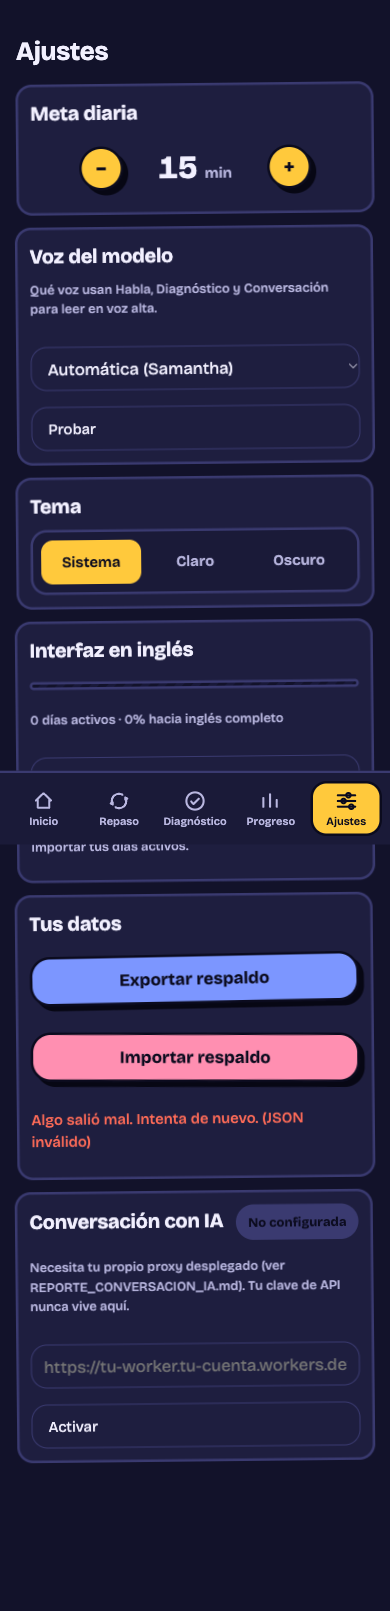 Ajustes
Meta diaria
-
15 min
+
Voz del modelo
Qué voz usan Habla, Diagnóstico y Conversación
para leer en voz alta.
Automática (Samantha)
Probar
Tema
Sistema Claro Oscuro
Interfaz en inglés
0 días activos · 0% hacia inglés completo
Inicio Repaso Diagnóstico Progreso Ajustes
importar tus días activos.
Tus datos
Exportar respaldo
Importar respaldo
Algo salió mal. Intenta de nuevo. (JSON
inválido)
Conversación con IA No configurada
Necesita tu propio proxy desplegado (ver
REPORTE_CONVERSACION_IA.md). Tu clave de API
nunca vive aquí.
https://tu-worker.tu-cuenta.workers.de
Activar